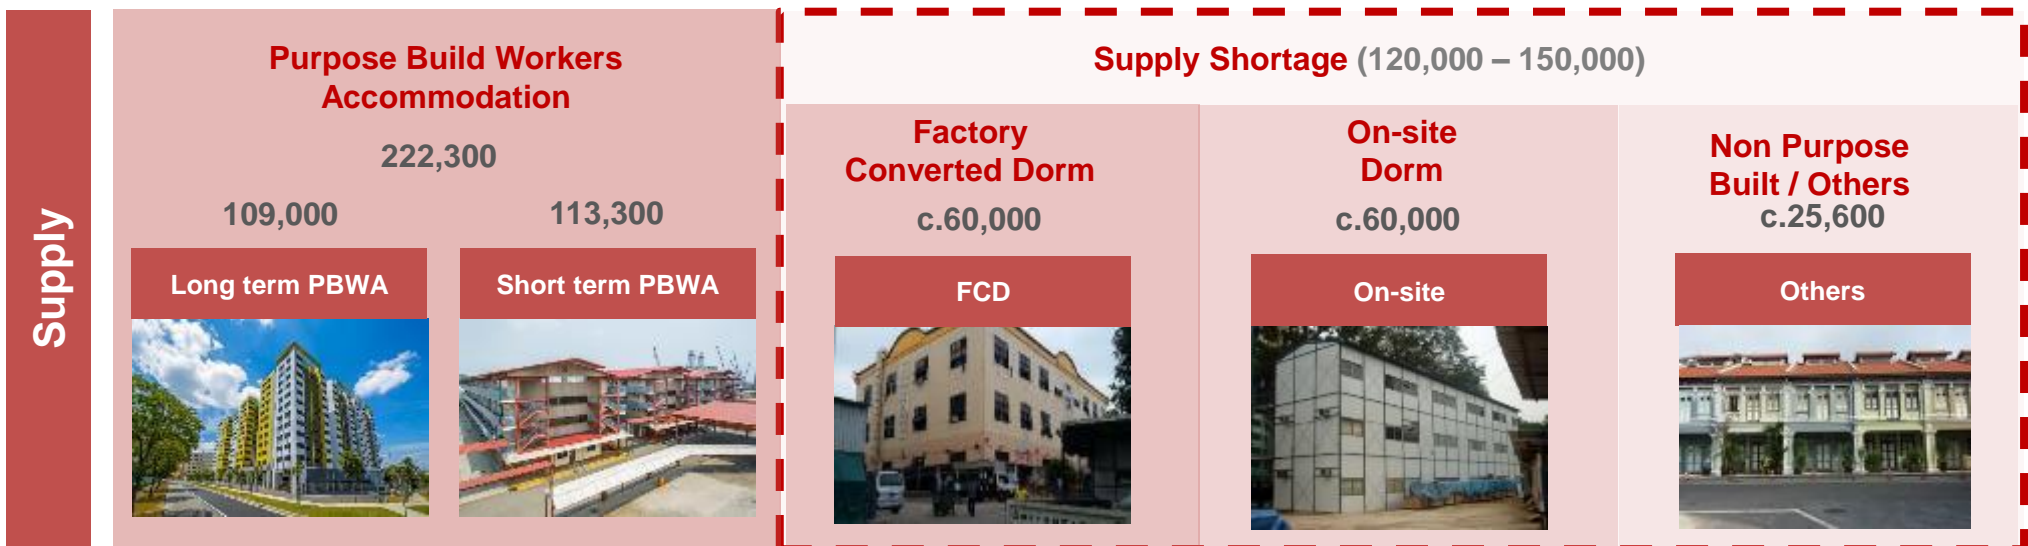 Supply
Purpose Build Workers
Accommodation
222,300
109,000
113,300
Long term PBWA
Short term PBWA
Supply Shortage (120,000 – 150,000)
Factory
Converted Dorm
c.60,000
FCD
On-site
Dorm
c.60,000
On-site
Non Purpose
Built / Others
c.25,600
Others